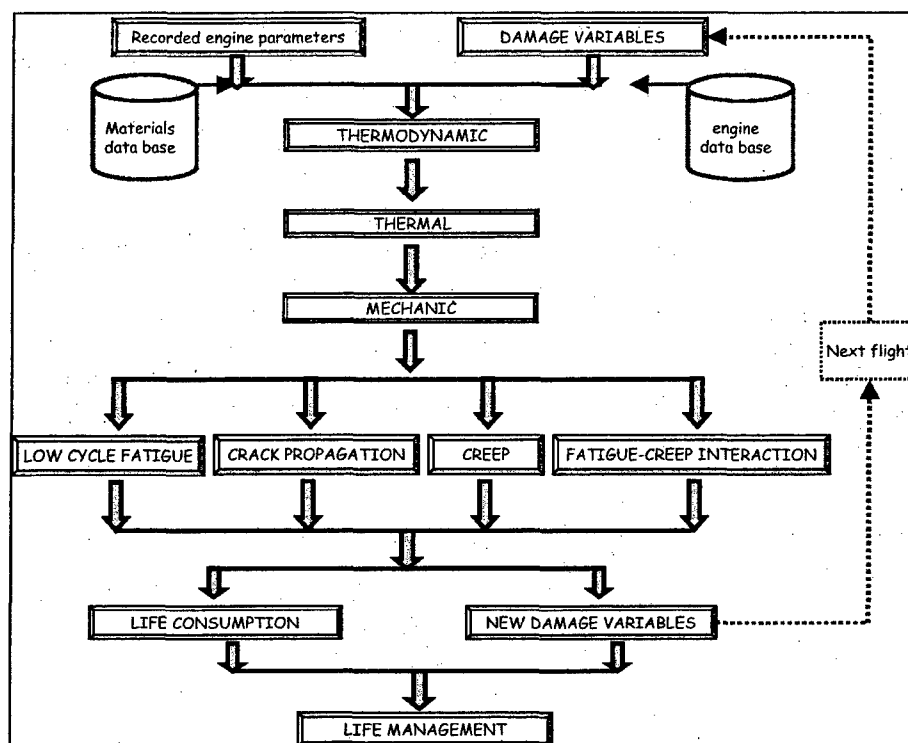 Recorded engine parameters
DAMAGE VARIABLES
Materials
data base
engine
data base
THERMODYNAMIC
THERMAL
MECHANIC
Next flight
LOW CYCLE FATIGUE
CRACK PROPAGATION
CREEP
FATIGUE-CREEP INTERACTION
LIFE CONSUMPTION
NEW DAMAGE VARIABLES
LIFE MANAGEMENT